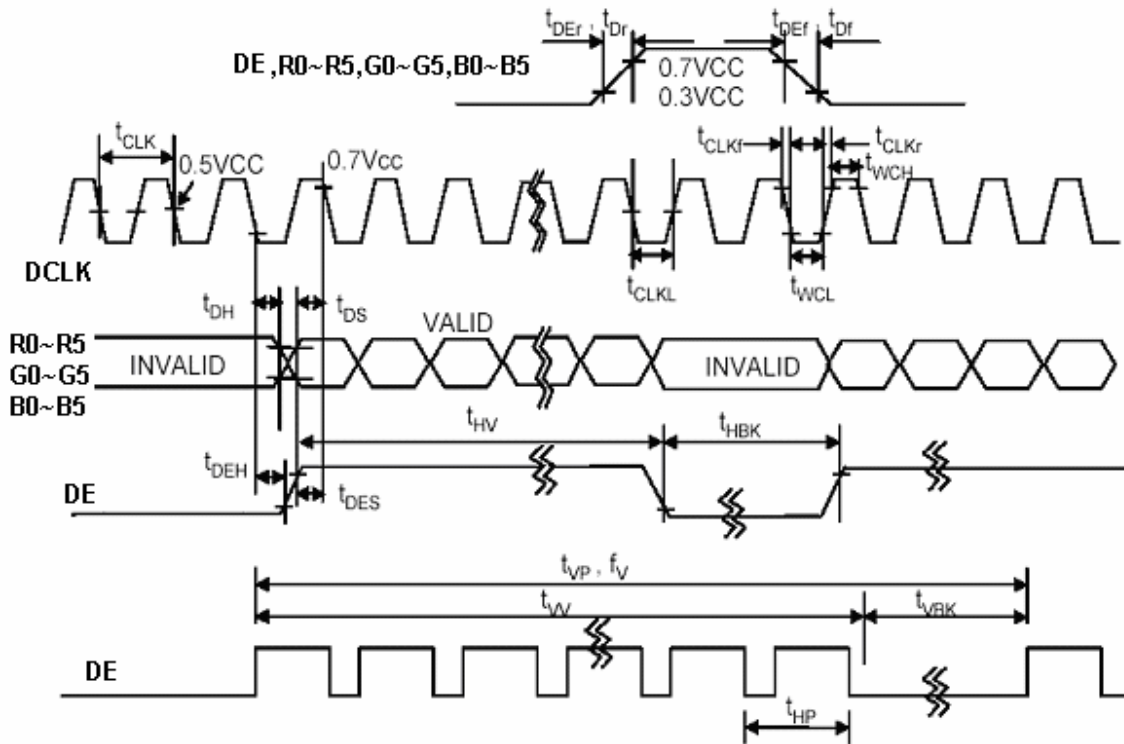 tDEr , tDr
tDEf , tDf
DE ,R0~R5,G0~G5,B0~B5
0.7VCC
0.3VCC
tCLK
0.5VCC
0.7Vcc
tCLKf
tCLKr
tWCH
DCLK
tCLKL
tWCL
tDH
tDS
VALID
R0~R5
G0~G5
B0~B5
INVALID
INVALID
tHV
tHBK
tDEH
tDES
DE
tVP , fV
tVV
tVBK
DE
tHP